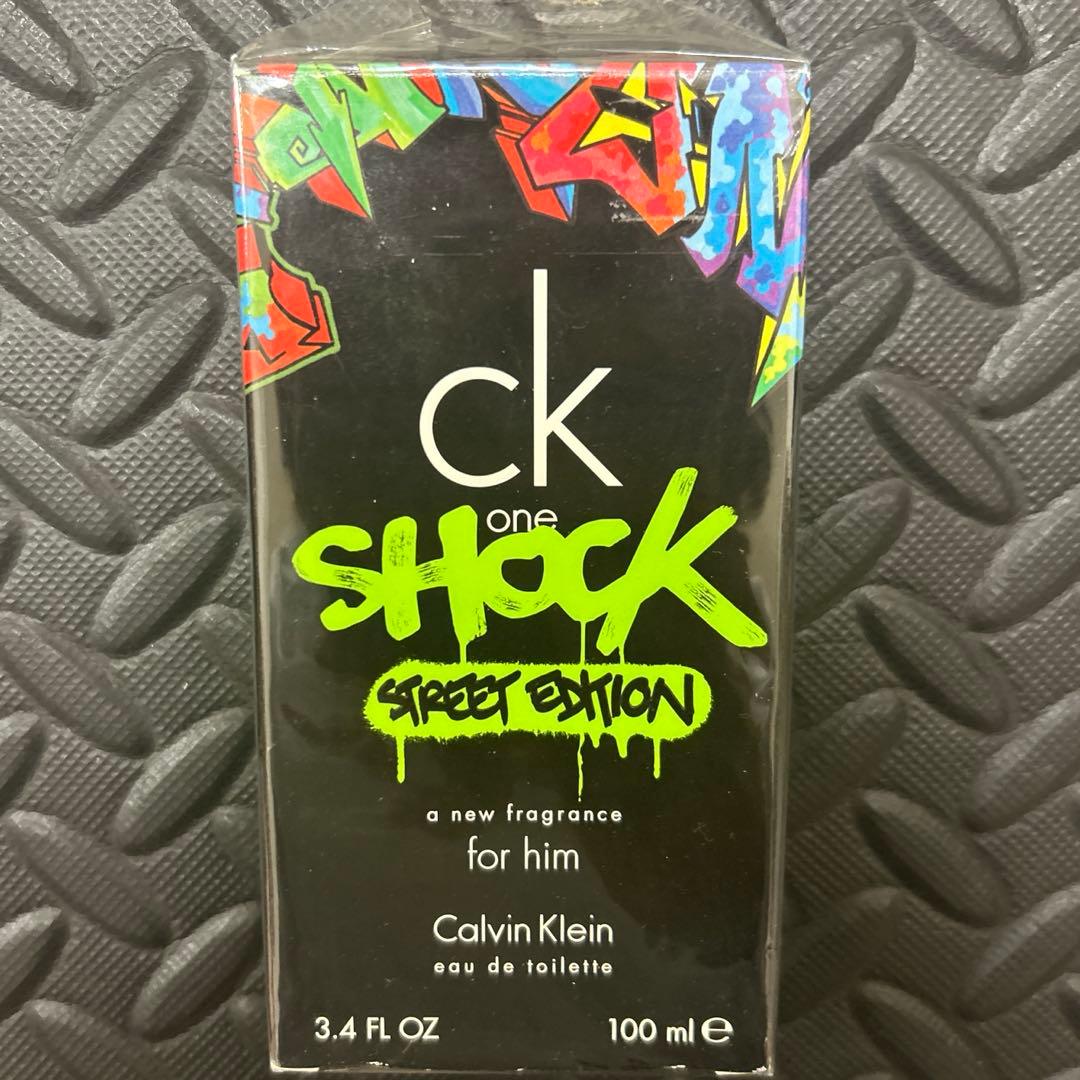 ck
one
SHOCK
STREET EDITION
a new fragrance
for him
Calvin Klein
eau de toilette
3.4 FL OZ 100 ml ℮